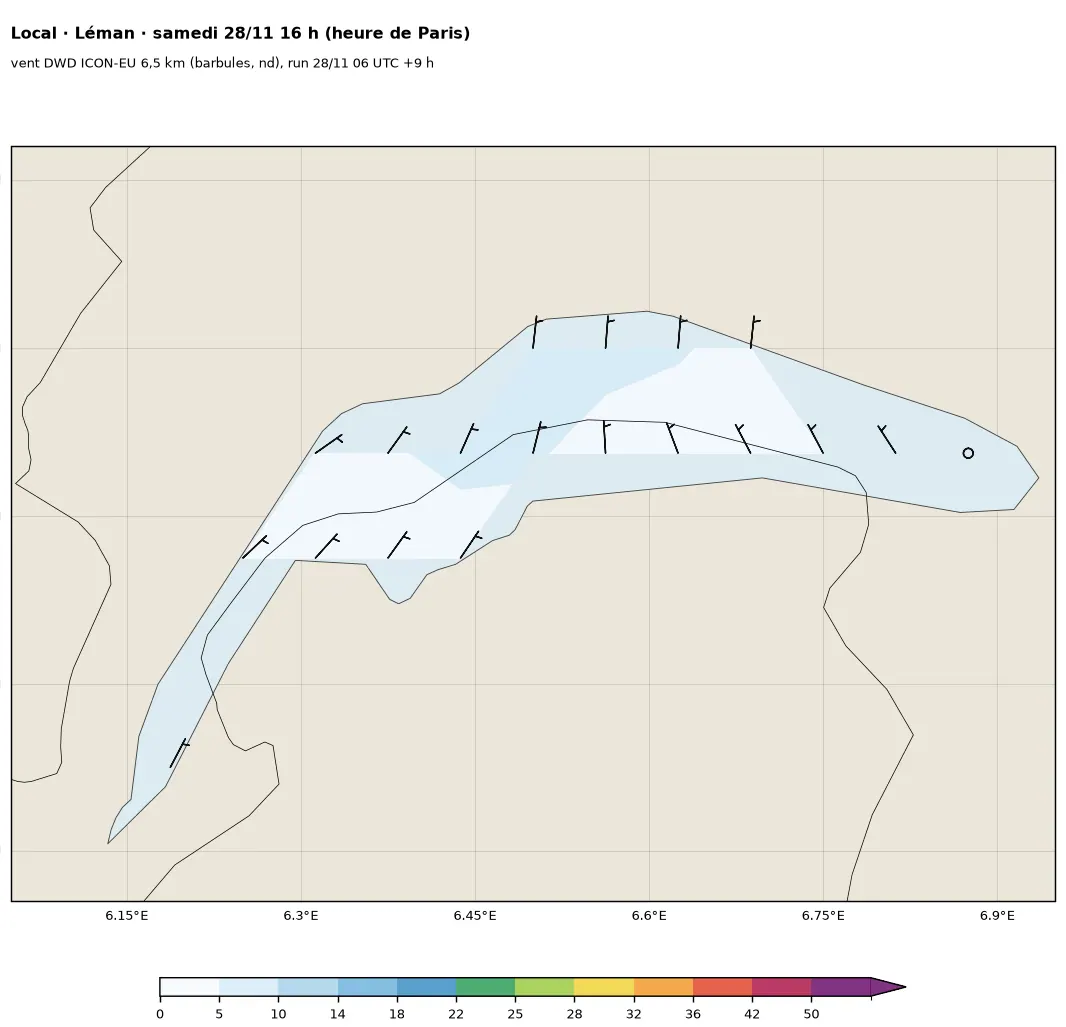 Local · Léman · samedi 28/11 16 h (heure de Paris)
vent DWD ICON-EU 6,5 km (barbules, nd), run 28/11 06 UTC +9 h
6.15°E 6.3°E 6.45°E 6.6°E 6.75°E 6.9°E
0 5 10 14 18 22 25 28 32 36 42 50